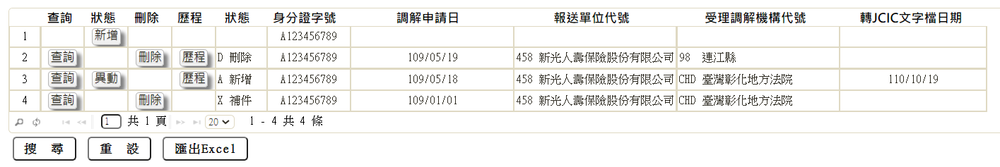 查詢 狀態 刪除 歷程 狀態 身分證字號 調解申請日 報送單位代號 受理調解機構代號 轉JCIC文字檔日期
1 新增 A123456789
2 查詢 刪除 歷程 D 刪除 A123456789 109/05/19 458 新光人壽保險股份有限公司 98 連江縣
3 查詢 異動 歷程 A 新增 A123456789 109/05/18 458 新光人壽保險股份有限公司 CHD 臺灣彰化地方法院 110/10/19
4 查詢 刪除 X 補件 A123456789 109/01/01 458 新光人壽保險股份有限公司 CHD 臺灣彰化地方法院
1 共 1 頁 20 1 - 4 共 4 條
搜 尋 重 設 匯出Excel